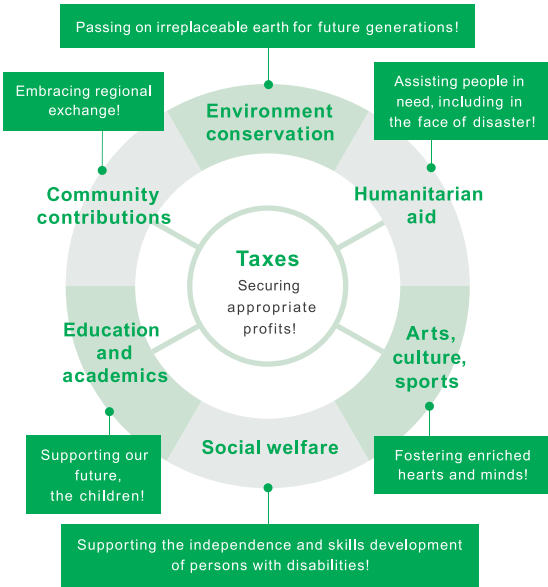 Passing on irreplaceable earth for future generations!
Embracing regional
exchange!
Assisting people in
need, including in
the face of disaster!
Environment
conservation
Community
contributions
Humanitarian
aid
Taxes
Securing
appropriate
profits!
Education
and
academics
Arts,
culture,
sports
Social welfare
Supporting our
future,
the children!
Fostering enriched
hearts and minds!
Supporting the independence and skills development
of persons with disabilities!